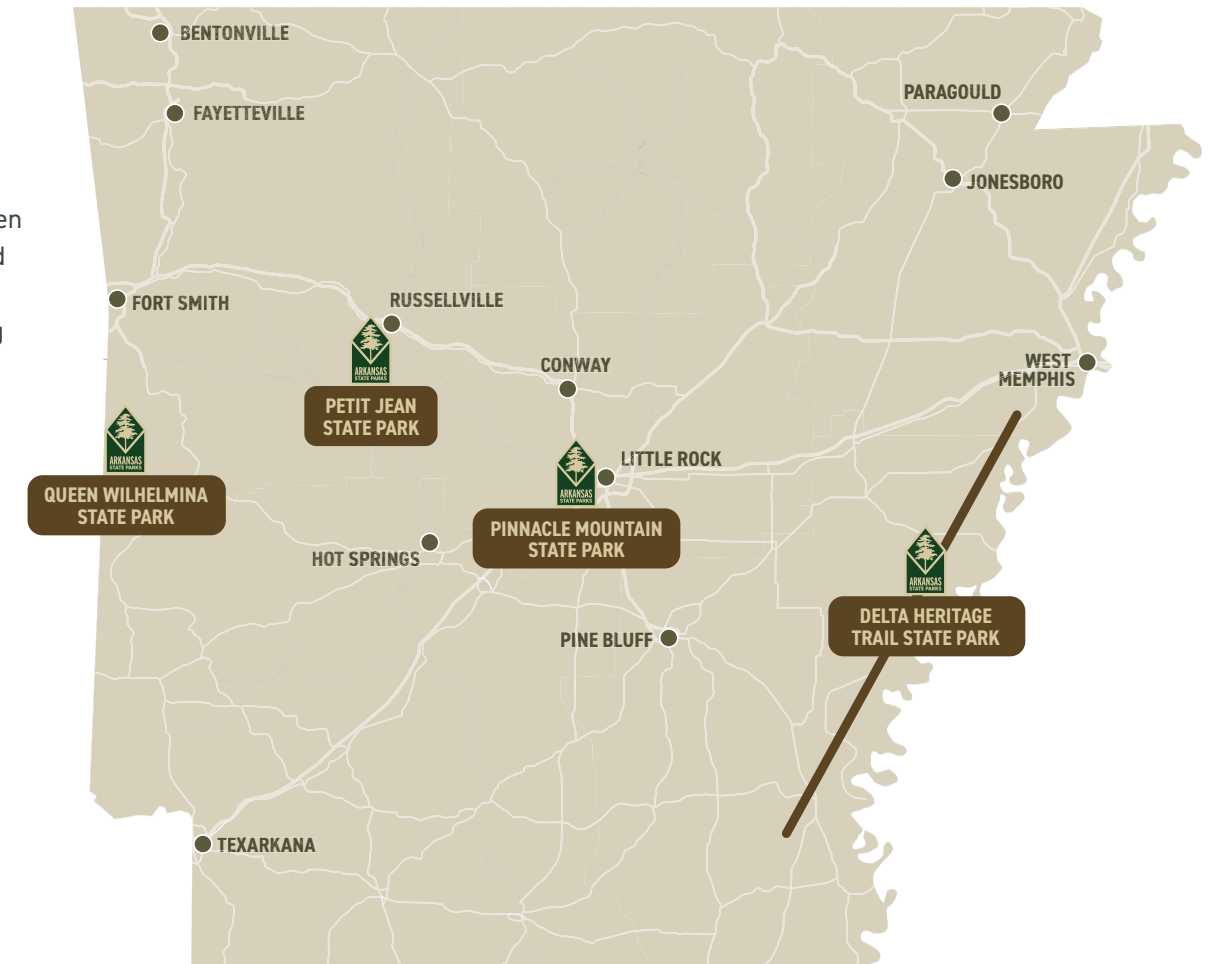 BENTONVILLE
FAYETTEVILLE
PARAGOULD
JONESBORO
en
d
g
FORT SMITH
RUSSELLVILLE
CONWAY
WEST
MEMPHIS
ARKANSAS
STATE PARKS
PETIT JEAN
STATE PARK
ARKANSAS
STATE PARKS
QUEEN WILHELMINA
STATE PARK
LITTLE ROCK
ARKANSAS
STATE PARKS
PINNACLE MOUNTAIN
STATE PARK
HOT SPRINGS
ARKANSAS
STATE PARKS
DELTA HERITAGE
TRAIL STATE PARK
PINE BLUFF
TEXARKANA